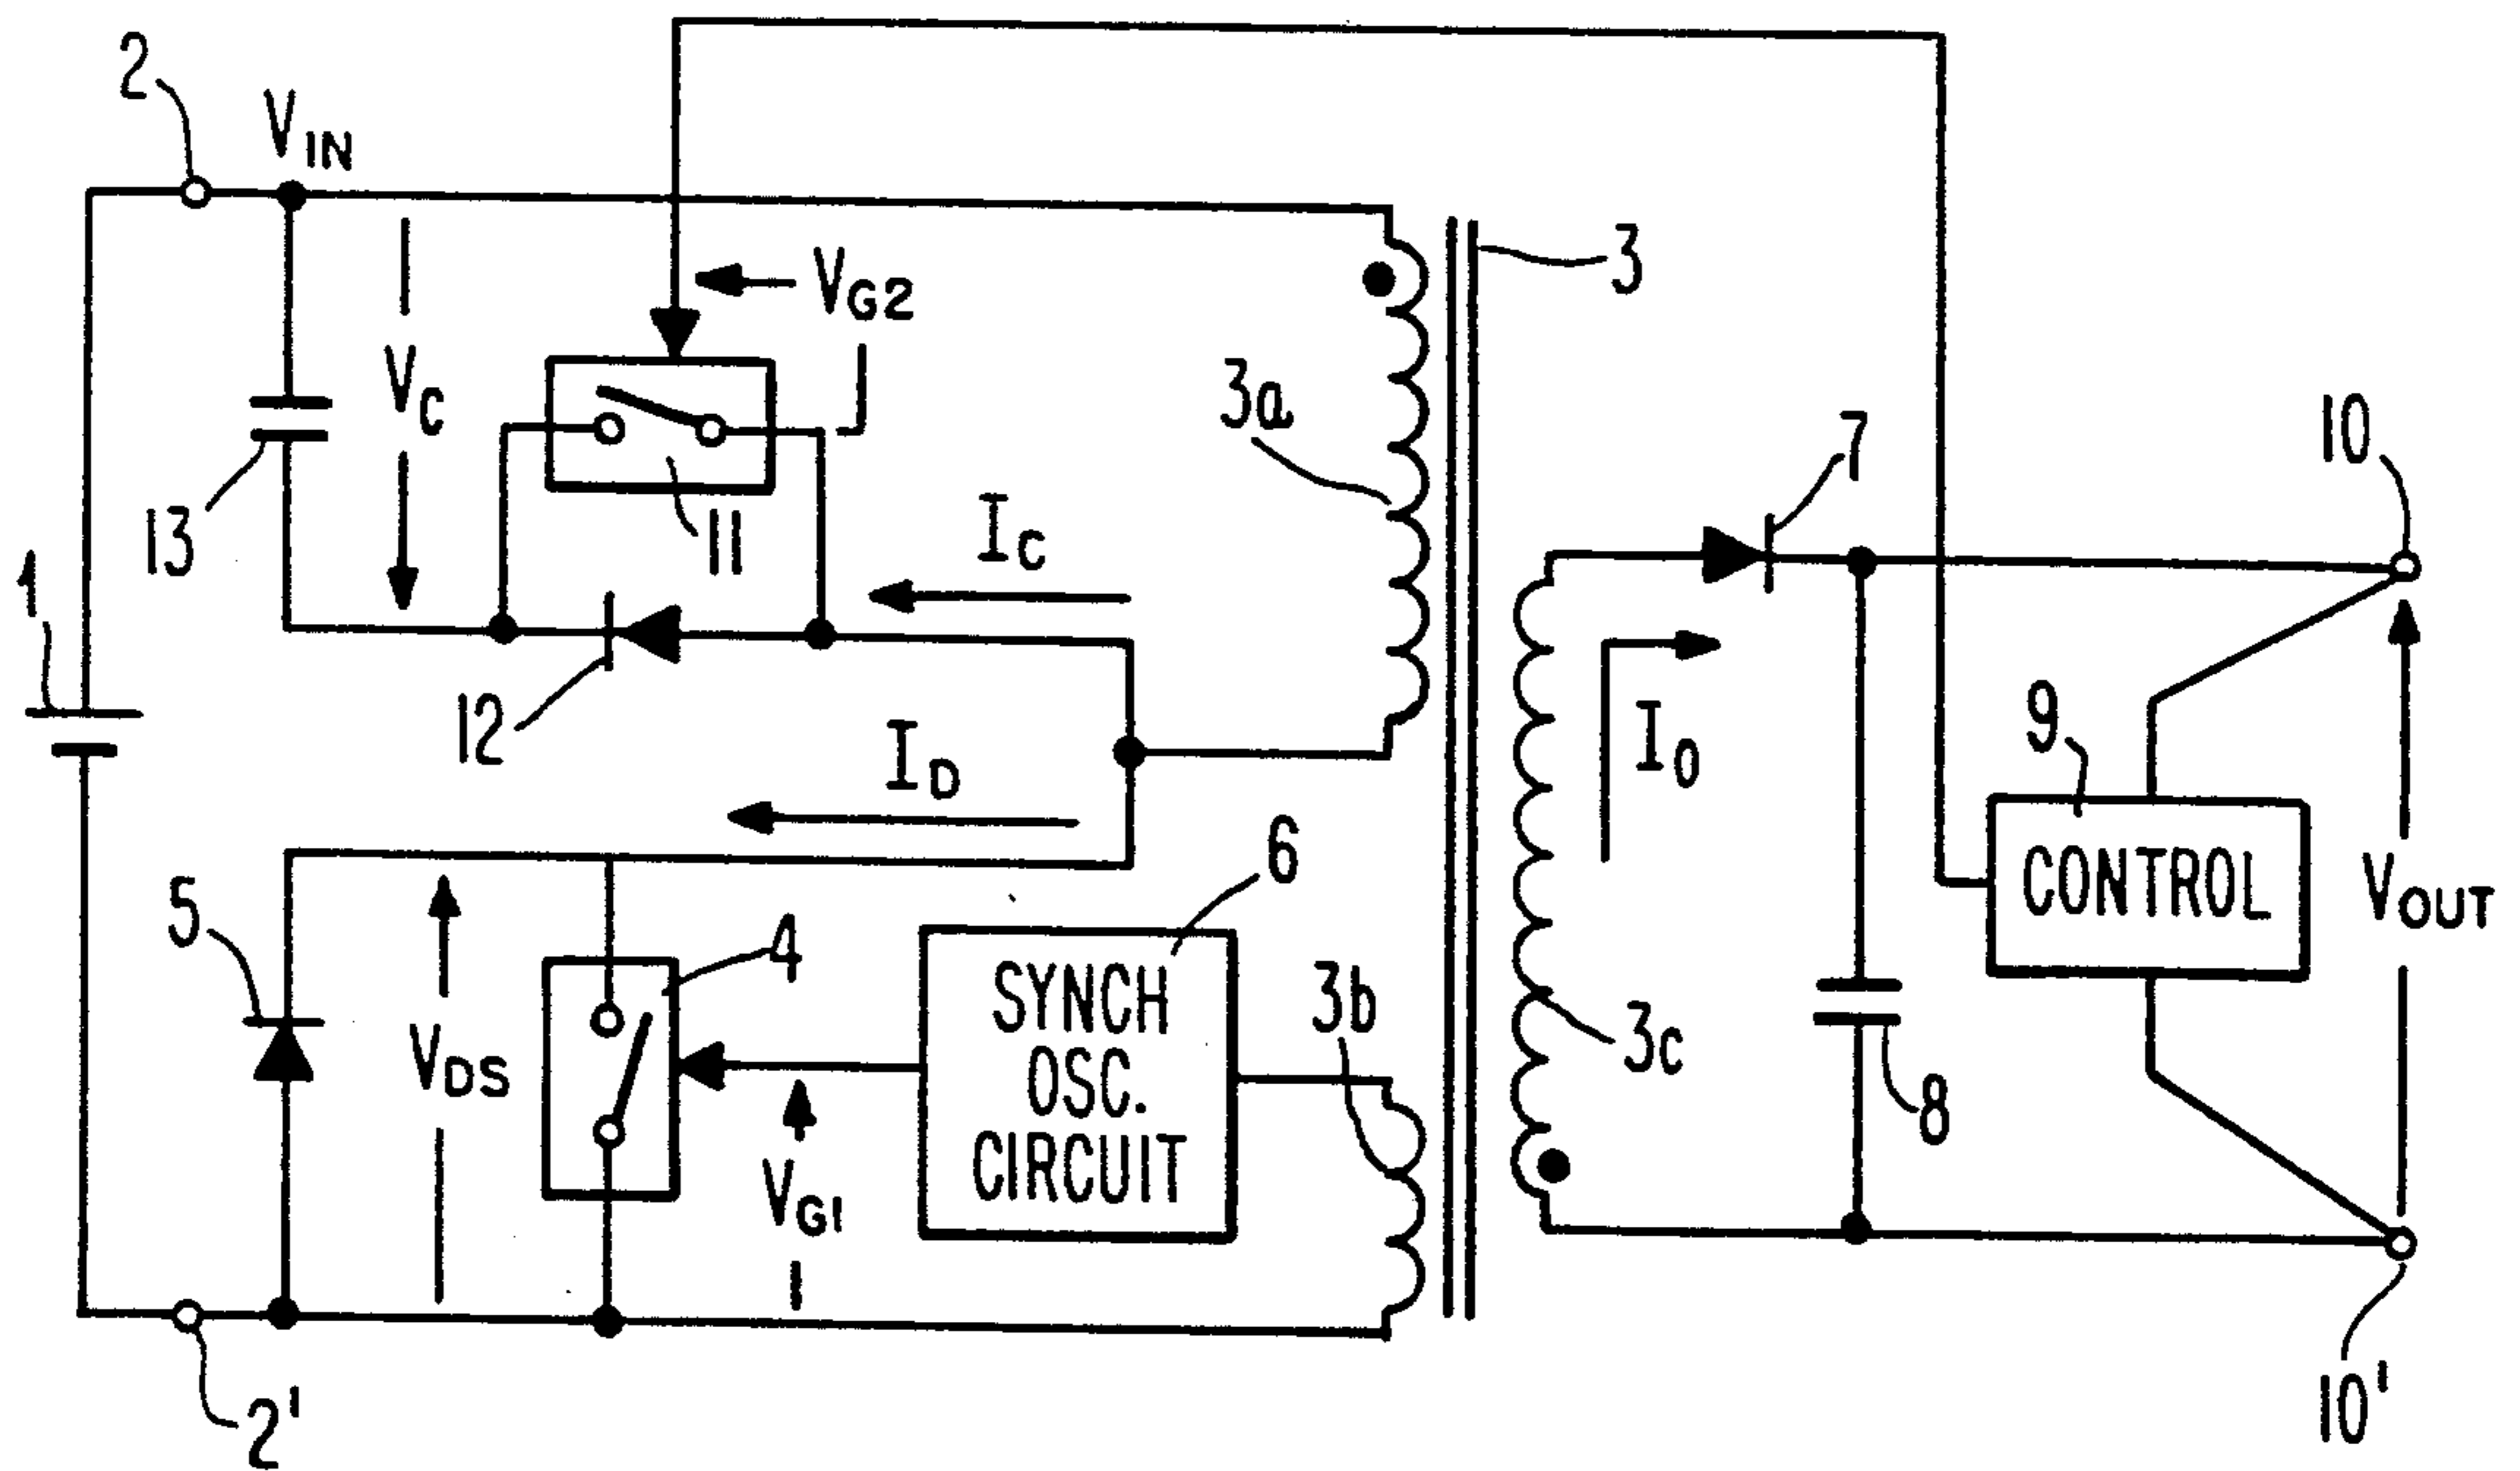 2
V_IN
3
V_G2
V_C
3a
7
10
13
11
I_C
1
12
I_D
I_0
9
CONTROL
V_OUT
5
6
4
V_DS
SYNCH
OSC.
CIRCUIT
3b
3c
8
V_G1
2'
10'